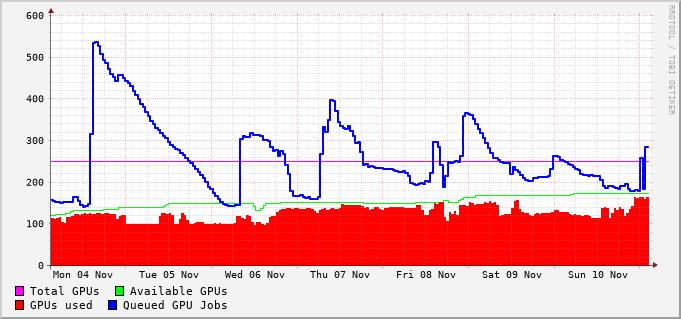 RRDTOOL / TOBI OETIKER
600
500
400
300
200
100
0
Mon 04 Nov Tue 05 Nov Wed 06 Nov Thu 07 Nov Fri 08 Nov Sat 09 Nov Sun 10 Nov
Total GPUs Available GPUs
GPUs used Queued GPU Jobs